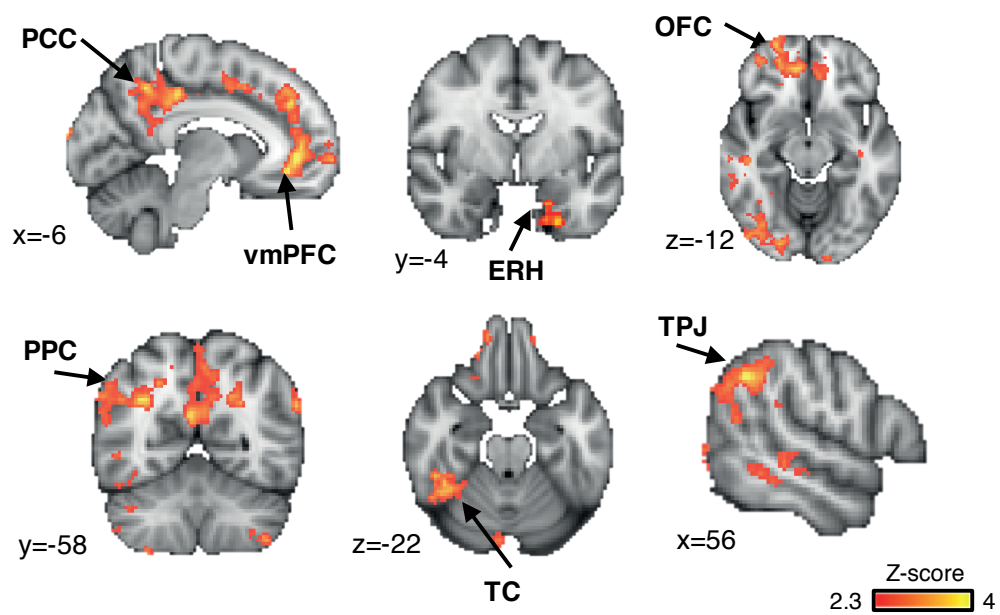 PCC
OFC
x=-6
vmPFC
y=-4
ERH
z=-12
PPC
TPJ
y=-58
z=-22
TC
x=56
Z-score
2.3 4